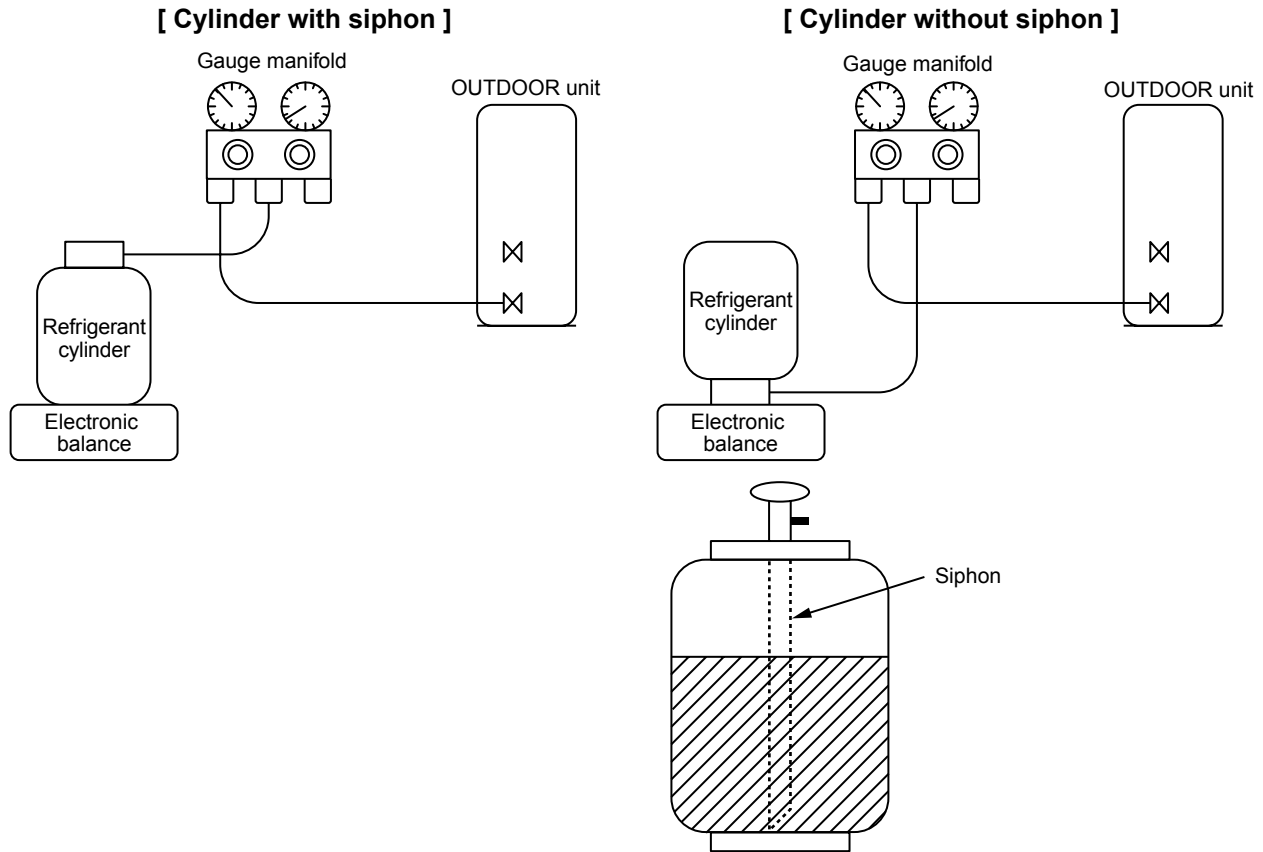 [ Cylinder with siphon ]
Gauge manifold
OUTDOOR unit
Refrigerant
cylinder
Electronic
balance
[ Cylinder without siphon ]
Gauge manifold
OUTDOOR unit
Refrigerant
cylinder
Electronic
balance
Siphon